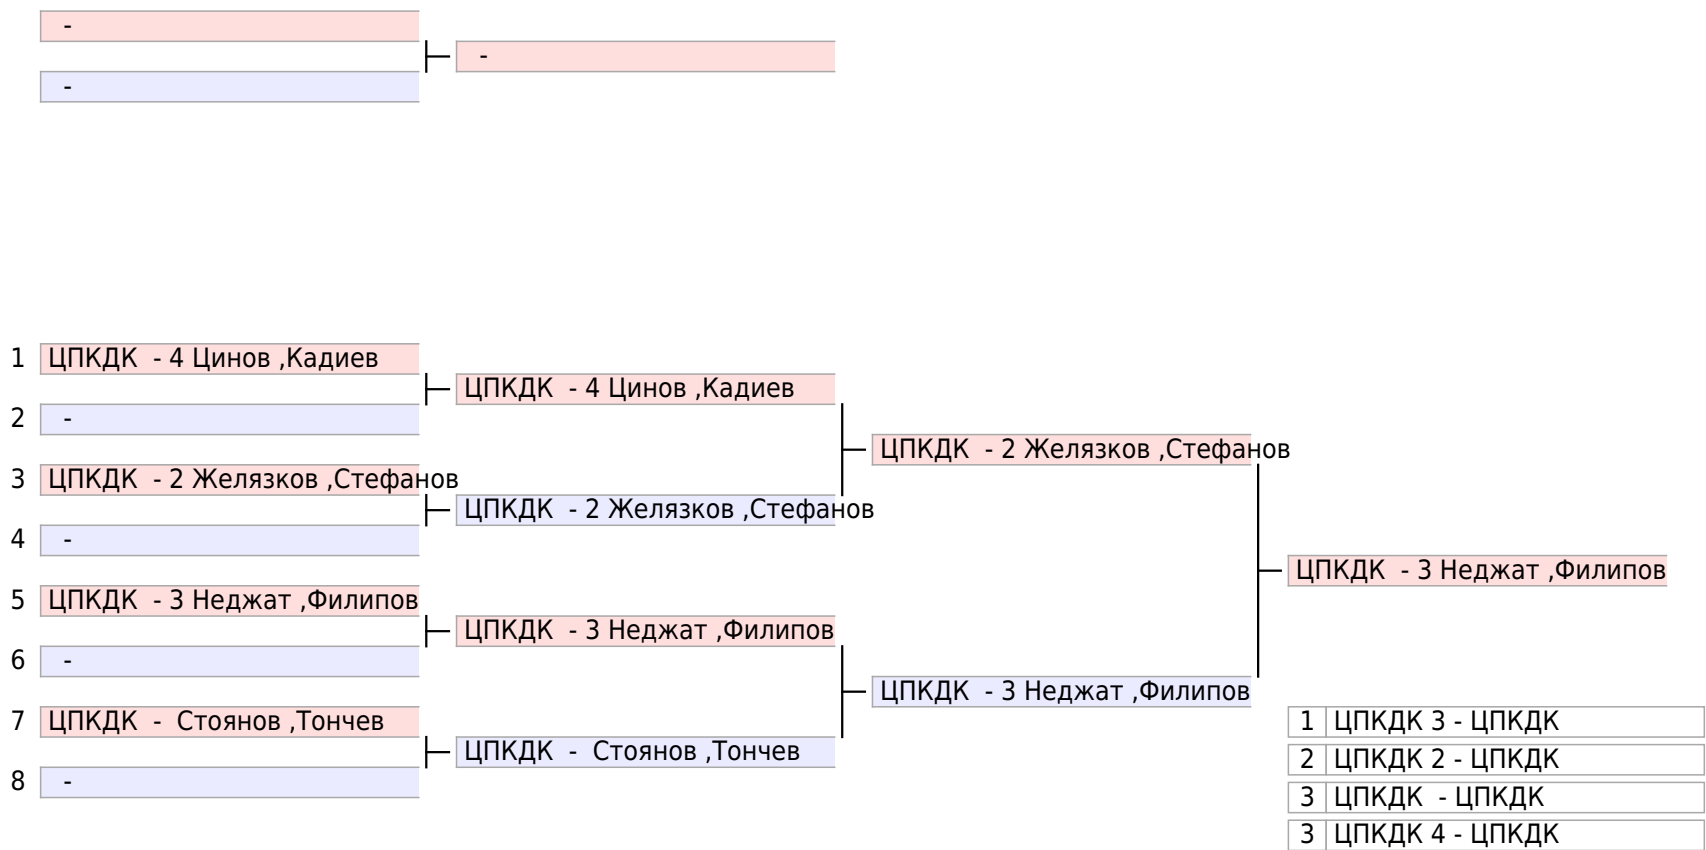 -
-
-
1 ЦПКДК - 4 Цинов ,Кадиев
ЦПКДК - 4 Цинов ,Кадиев
2 -
ЦПКДК - 2 Желязков ,Стефанов
3 ЦПКДК - 2 Желязков ,Стефанов
ЦПКДК - 2 Желязков ,Стефанов
4 -
ЦПКДК - 3 Неджат ,Филипов
5 ЦПКДК - 3 Неджат ,Филипов
ЦПКДК - 3 Неджат ,Филипов
6 -
ЦПКДК - 3 Неджат ,Филипов
7 ЦПКДК - Стоянов ,Тончев
ЦПКДК - Стоянов ,Тончев
8 -
1 ЦПКДК 3 - ЦПКДК
2 ЦПКДК 2 - ЦПКДК
3 ЦПКДК - ЦПКДК
3 ЦПКДК 4 - ЦПКДК